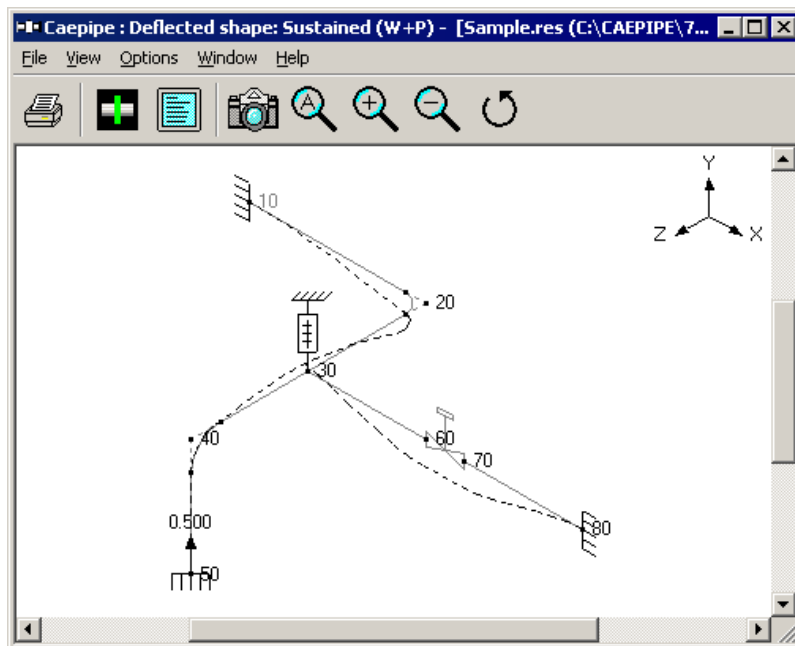 Caepipe : Deflected shape: Sustained (W+P) - [Sample.res (C:\CAEPIPE\7...
File View Options Window Help
A
Y
Z X
10
20
30
40 60
70
0.500
80
50